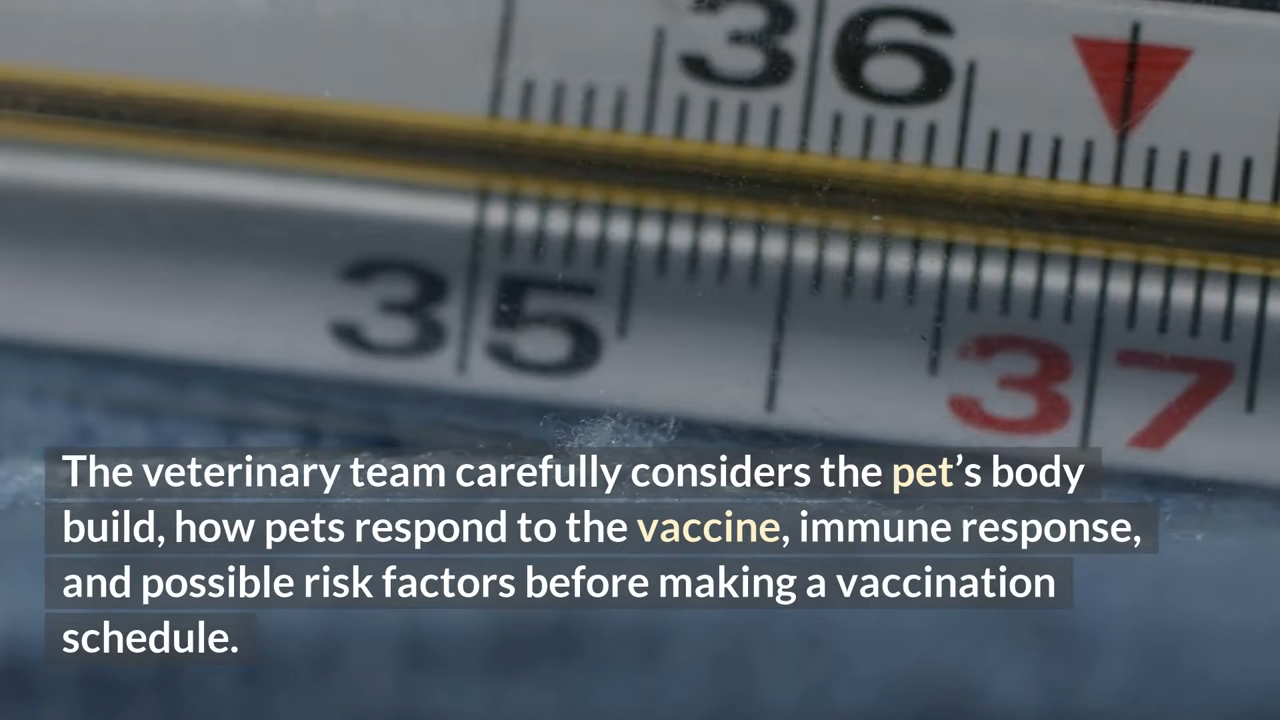 36
35
37
The veterinary team carefully considers the pet’s body
build, how pets respond to the vaccine, immune response,
and possible risk factors before making a vaccination
schedule.